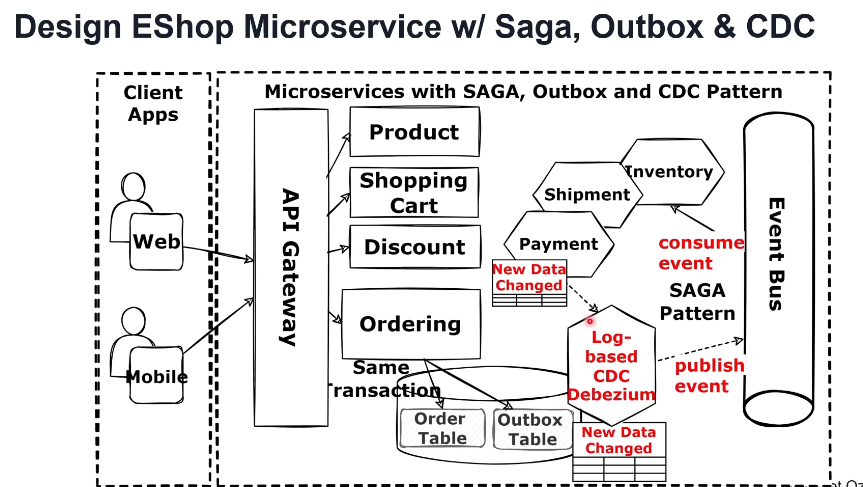 Design EShop Microservice w/ Saga, Outbox & CDC
Client
Apps
Microservices with SAGA, Outbox and CDC Pattern
Web
Mobile
API Gateway
Product
Shopping
Cart
Discount
Ordering
Same
ransaction
Order
Table
Outbox
Table
Inventory
Shipment
Payment
New Data
Changed
Log-
based
CDC
Debezium
New Data
Changed
consume
event
SAGA
Pattern
publish
event
Event Bus